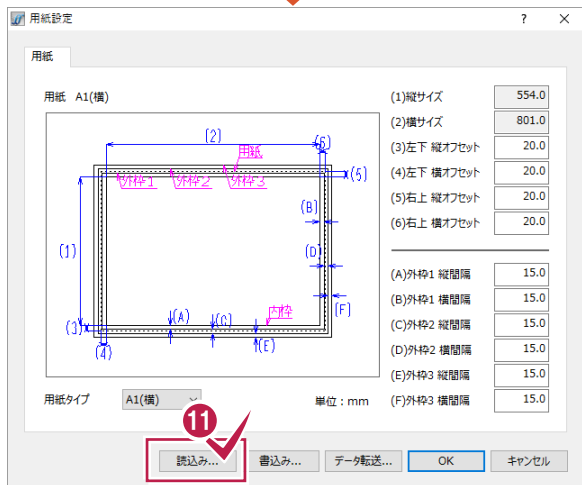 用紙設定
用紙
用紙 A1(横)
(1)縦サイズ 554.0
(2)横サイズ 801.0
(3)左下 縦オフセット 20.0
(4)左下 横オフセット 20.0
(5)右上 縦オフセット 20.0
(6)右上 横オフセット 20.0
(A)外枠1 縦間隔 15.0
(B)外枠1 横間隔 15.0
(C)外枠2 縦間隔 15.0
(D)外枠2 横間隔 15.0
(E)外枠3 縦間隔 15.0
(F)外枠3 横間隔 15.0
(2)
(6)
用紙
(5)
外枠1 外枠2 外枠3
(B)
(1)
(D)
(F)
内枠
(A) (C)
(3)
(E)
(4)
用紙タイプ A1(横) 単位:mm
11
読込み... 書込み... データ転送... OK キャンセル